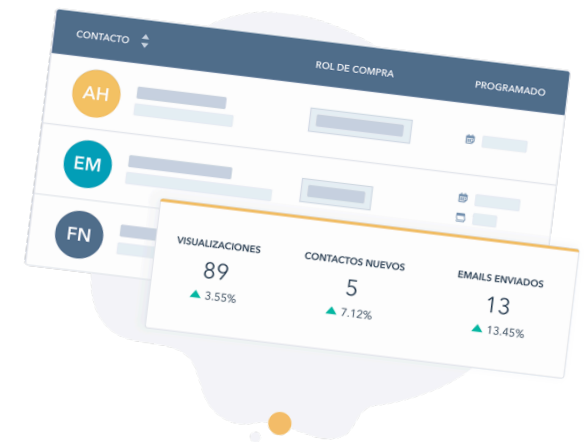 CONTACTO
ROL DE COMPRA
PROGRAMADO
AH
EM
FN
VISUALIZACIONES
CONTACTOS NUEVOS
EMAILS ENVIADOS
89
5
13
3.55%
7.12%
13.45%